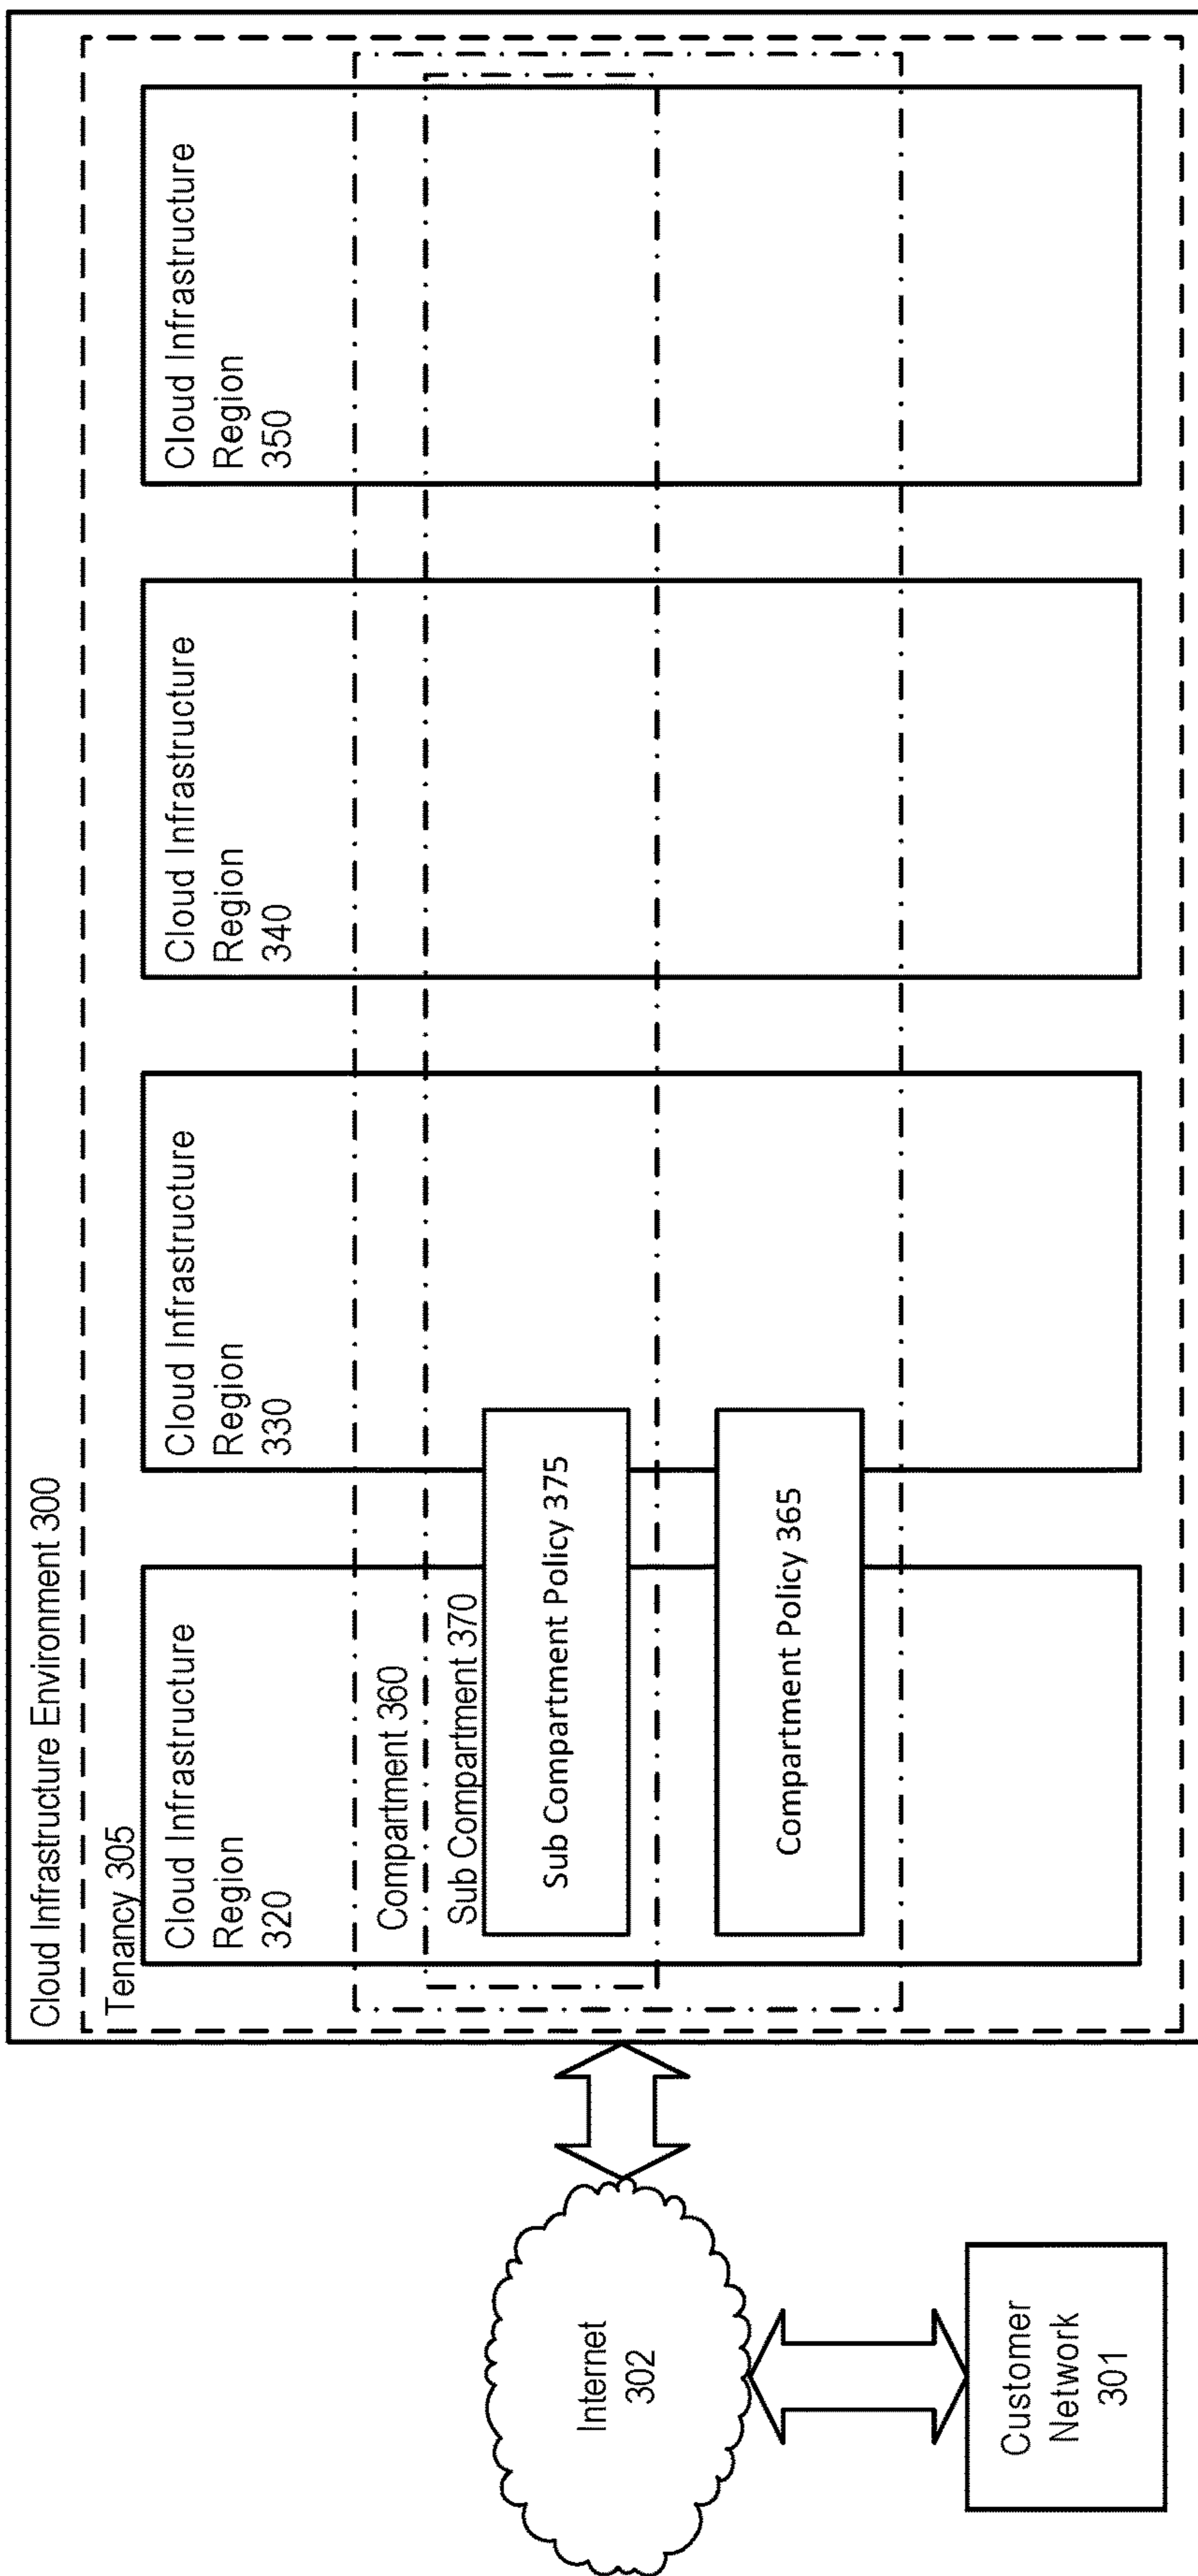 Cloud Infrastructure Environment 300
Tenancy 305
Cloud Infrastructure
Region
320
Cloud Infrastructure
Region
330
Cloud Infrastructure
Region
340
Cloud Infrastructure
Region
350
Compartment 360
Sub Compartment 370
Sub Compartment Policy 375
Compartment Policy 365
Internet
302
Customer
Network
301